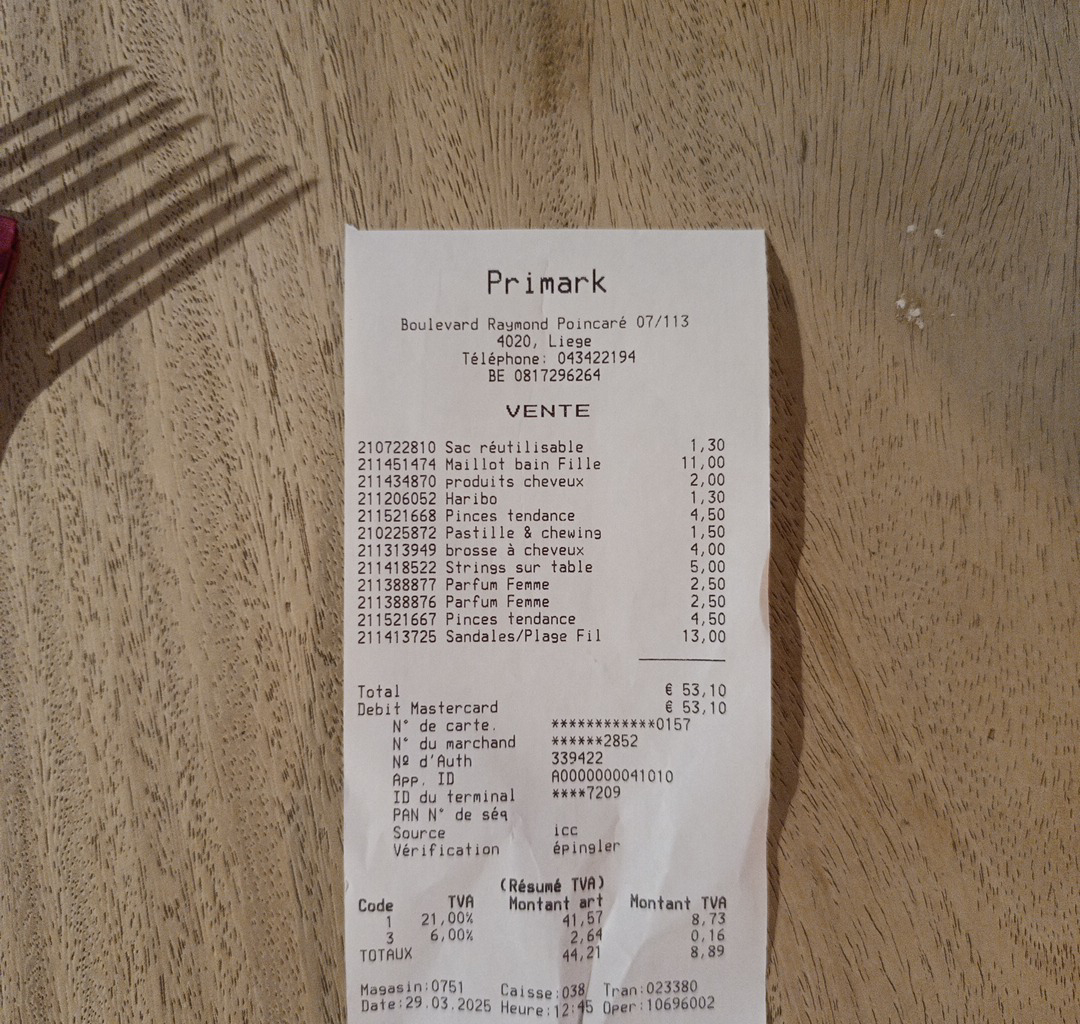 Primark
Boulevard Raymond Poincaré 07/113
4020, Liege
Téléphone: 043422194
BE 0817296264
VENTE
210722810 Sac réutilisable 1,30
211451474 Maillot bain Fille 11,00
211434870 produits cheveux 2,00
211206052 Haribo 1,30
211521668 Pinces tendance 4,50
210225872 Pastille & chewing 1,50
211313949 brosse à cheveux 4,00
211418522 Strings sur table 5,00
211388877 Parfum Femme 2,50
211388876 Parfum Femme 2,50
211521667 Pinces tendance 4,50
211413725 Sandales/Plage Fil 13,00
Total € 53,10
Debit Mastercard € 53,10
N° de carte. ************0157
N° du marchand ******2852
Nº d'Auth 339422
App. ID A0000000041010
ID du terminal ****7209
PAN N° de séq
Source icc
Vérification épingler
(Résumé TVA)
Code TVA Montant art Montant TVA
1 21,00% 41,57 8,73
3 6,00% 2,64 0,16
TOTAUX 44,21 8,89
Magasin:0751 Caisse:038 Tran:023380
Date:29.03.2025 Heure:12:45 Oper:10696002